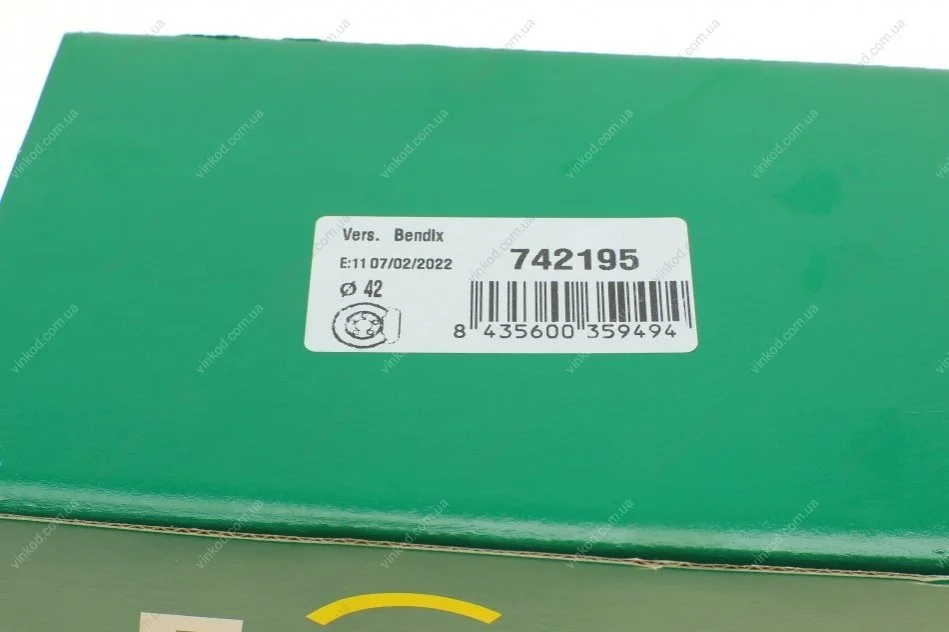 Vers. Bendix
E:11 07/02/2022
742195
Ø 42
8 435600 359494
vinkod.com.ua